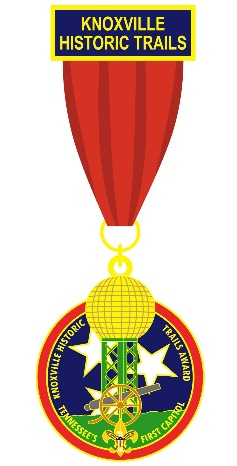 KNOXVILLE
HISTORIC TRAILS
KNOXVILLE HISTORIC
TRAILS AWARD
TENNESSEE'S
FIRST CAPITOL